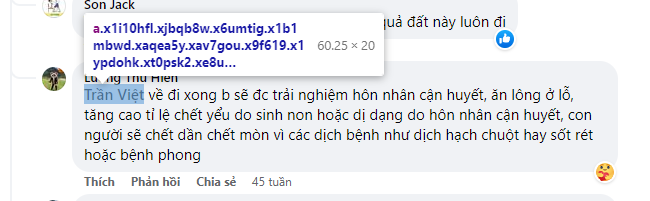 Son Jack
quả đất này luôn đi
a.x1i10hfl.xjbqb8w.x6umtig.x1b1
mbwd.xaqea5y.xav7gou.x9f619.x1
ypdohk.xt0psk2.xe8u...
60.25 × 20
Lương Thu Hiền
Trần Việt về đi xong b sẽ đc trải nghiệm hôn nhân cận huyết, ăn lông ở lỗ,
tăng cao tỉ lệ chết yểu do sinh non hoặc dị dạng do hôn nhân cận huyết, con
người sẽ chết dần chết mòn vì các dịch bệnh như dịch hạch chuột hay sốt rét
hoặc bệnh phong
Thích Phản hồi Chia sẻ 45 tuần